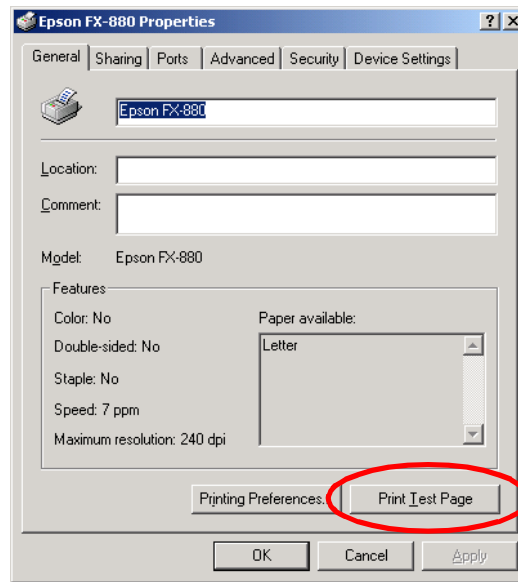 Epson FX-880 Properties
General Sharing Ports Advanced Security Device Settings
Epson FX-880
Location:
Comment:
Model: Epson FX-880
Features
Color: No Paper available:
Double-sided: No Letter
Staple: No
Speed: 7 ppm
Maximum resolution: 240 dpi
Printing Preferences.. Print Test Page
OK Cancel Apply